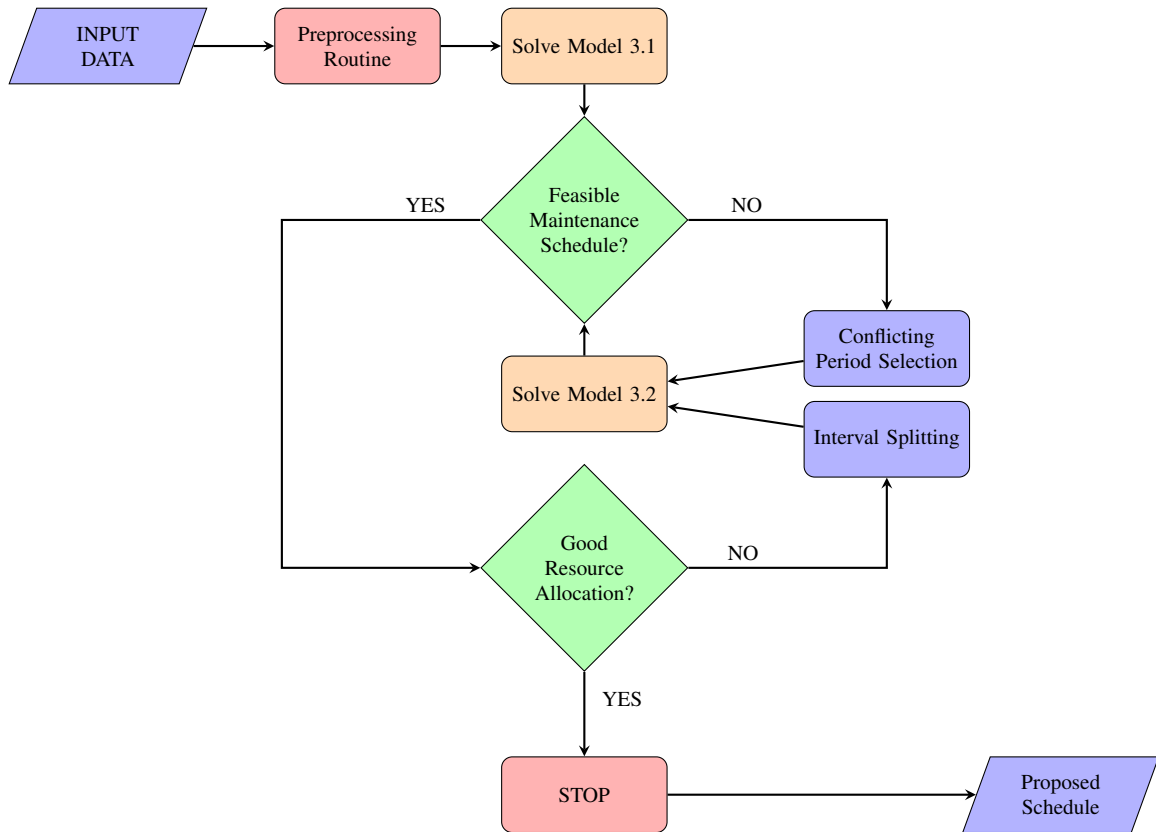 INPUT
DATA
Preprocessing
Routine
Solve Model 3.1
Feasible
Maintenance
Schedule?
YES
NO
Conflicting
Period Selection
Solve Model 3.2
Interval Splitting
Good
Resource
Allocation?
NO
YES
STOP
Proposed
Schedule